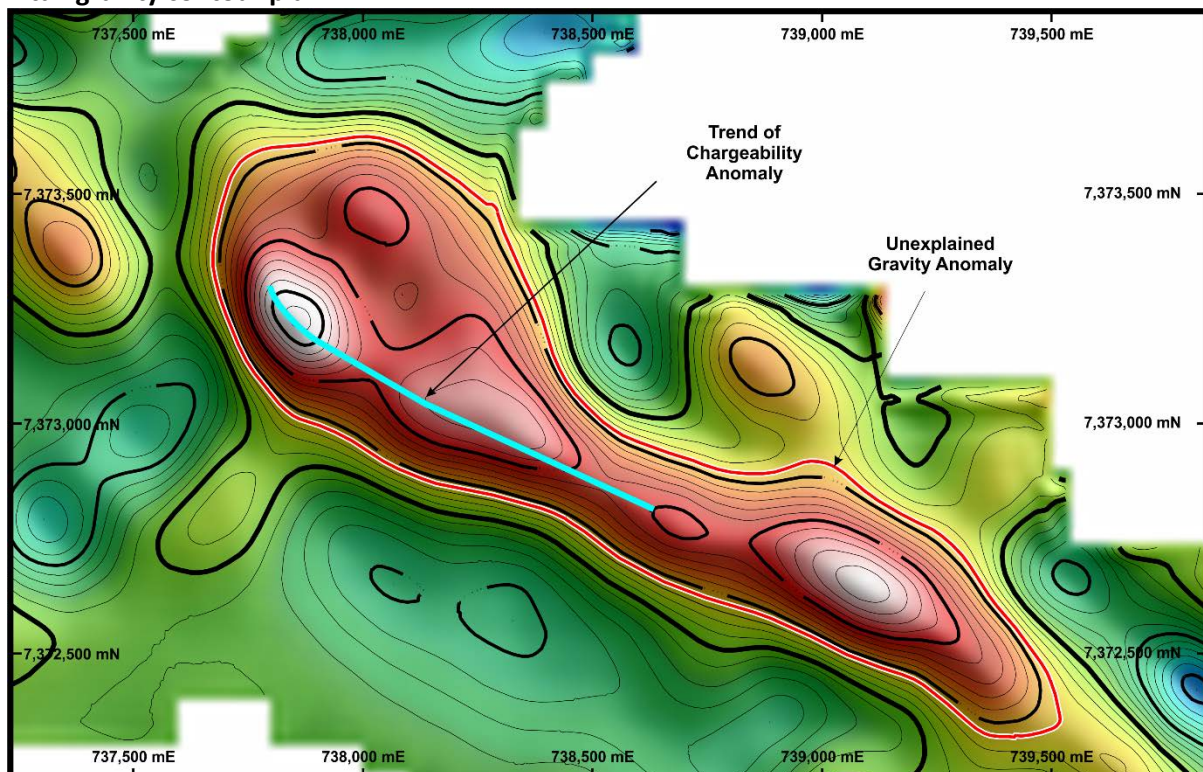 737,500 mE 738,000 mE 738,500 mE 739,000 mE 739,500 mE
Trend of
Chargeability
Anomaly
7,373,500 mN 7,373,500 mN
Unexplained
Gravity Anomaly
7,373,000 mN 7,373,000 mN
7,372,500 mN 7,372,500 mN
737,500 mE 738,000 mE 738,500 mE 739,000 mE 739,500 mE